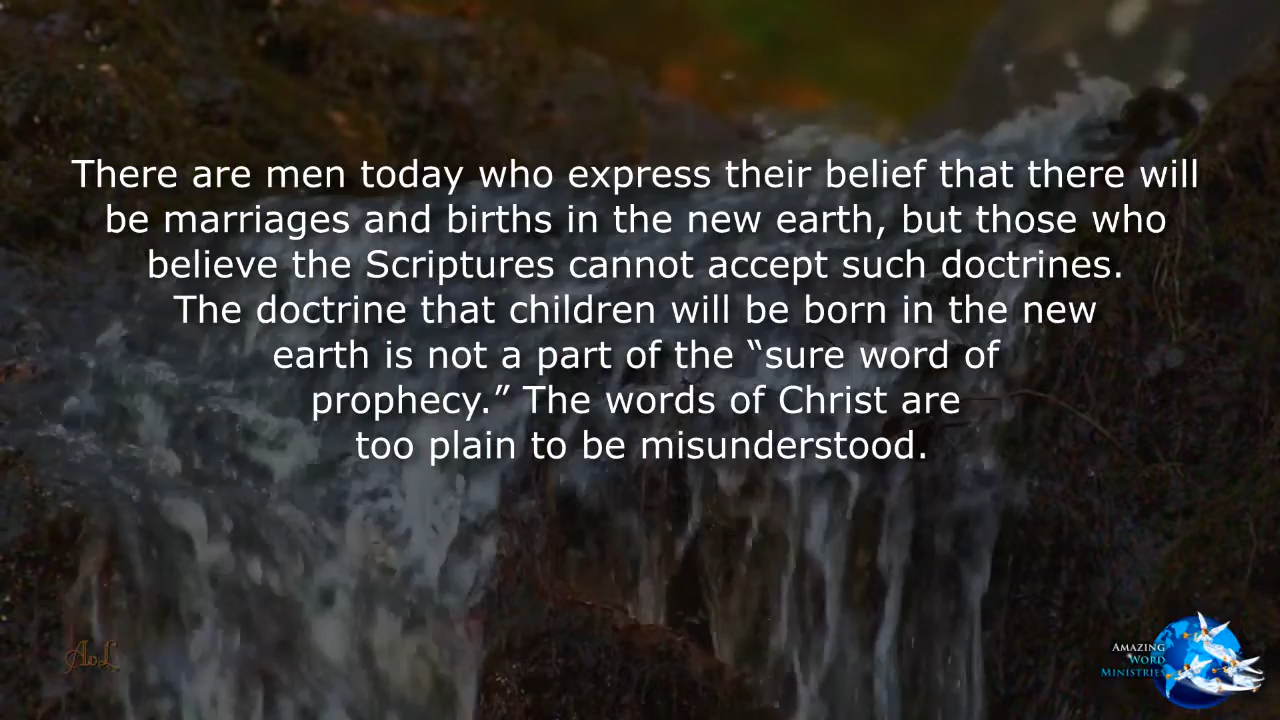 There are men today who express their belief that there will
be marriages and births in the new earth, but those who
believe the Scriptures cannot accept such doctrines.
The doctrine that children will be born in the new
earth is not a part of the “sure word of
prophecy.” The words of Christ are
too plain to be misunderstood.
AvL
Amazing
Word
Ministries